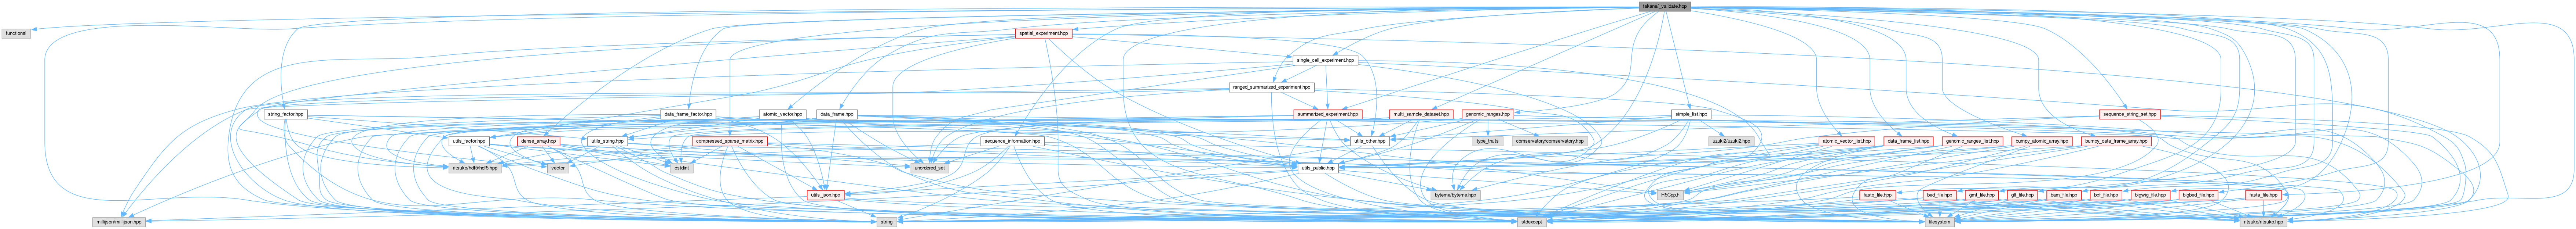 takane/_validate.hpp
functional
spatial_experiment.hpp
single_cell_experiment.hpp
ranged_summarized_experiment.hpp
string_factor.hpp
data_frame_factor.hpp
atomic_vector.hpp
data_frame.hpp
summarized_experiment.hpp
multi_sample_dataset.hpp
genomic_ranges.hpp
simple_list.hpp
sequence_string_set.hpp
utils_factor.hpp
dense_array.hpp
utils_string.hpp
compressed_sparse_matrix.hpp
sequence_information.hpp
utils_other.hpp
type_traits
comservatory/comservatory.hpp
uzuki2/uzuki2.hpp
atomic_vector_list.hpp
data_frame_list.hpp
genomic_ranges_list.hpp
bumpy_atomic_array.hpp
bumpy_data_frame_array.hpp
ritsuko/hdf5/hdf5.hpp
vector
cstdint
unordered_set
utils_public.hpp
utils_json.hpp
byteme/byteme.hpp
H5Cpp.h
fastq_file.hpp
bed_file.hpp
gmt_file.hpp
gff_file.hpp
bam_file.hpp
bcf_file.hpp
bigwig_file.hpp
bigbed_file.hpp
fasta_file.hpp
millijson/millijson.hpp
string
stdexcept
filesystem
ritsuko/ritsuko.hpp